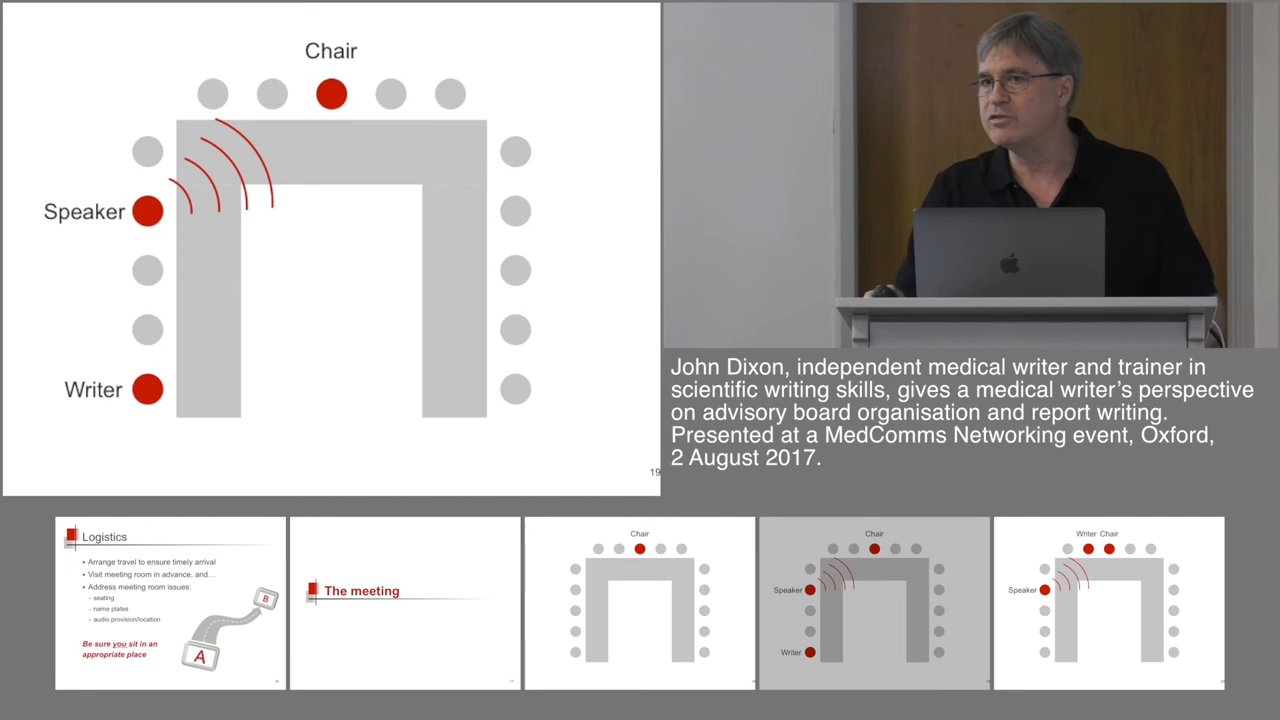 Chair
Speaker
Writer
19
John Dixon, independent medical writer and trainer in
scientific writing skills, gives a medical writer’s perspective
on advisory board organisation and report writing.
Presented at a MedComms Networking event, Oxford,
2 August 2017.
Logistics
• Arrange travel to ensure timely arrival
• Visit meeting room in advance, and…
• Address meeting room issues:
- seating
- name plates
- audio provision/location
Be sure you sit in an
appropriate place
A
B
The meeting
17
Chair
Chair
Speaker
Writer
Writer Chair
Speaker